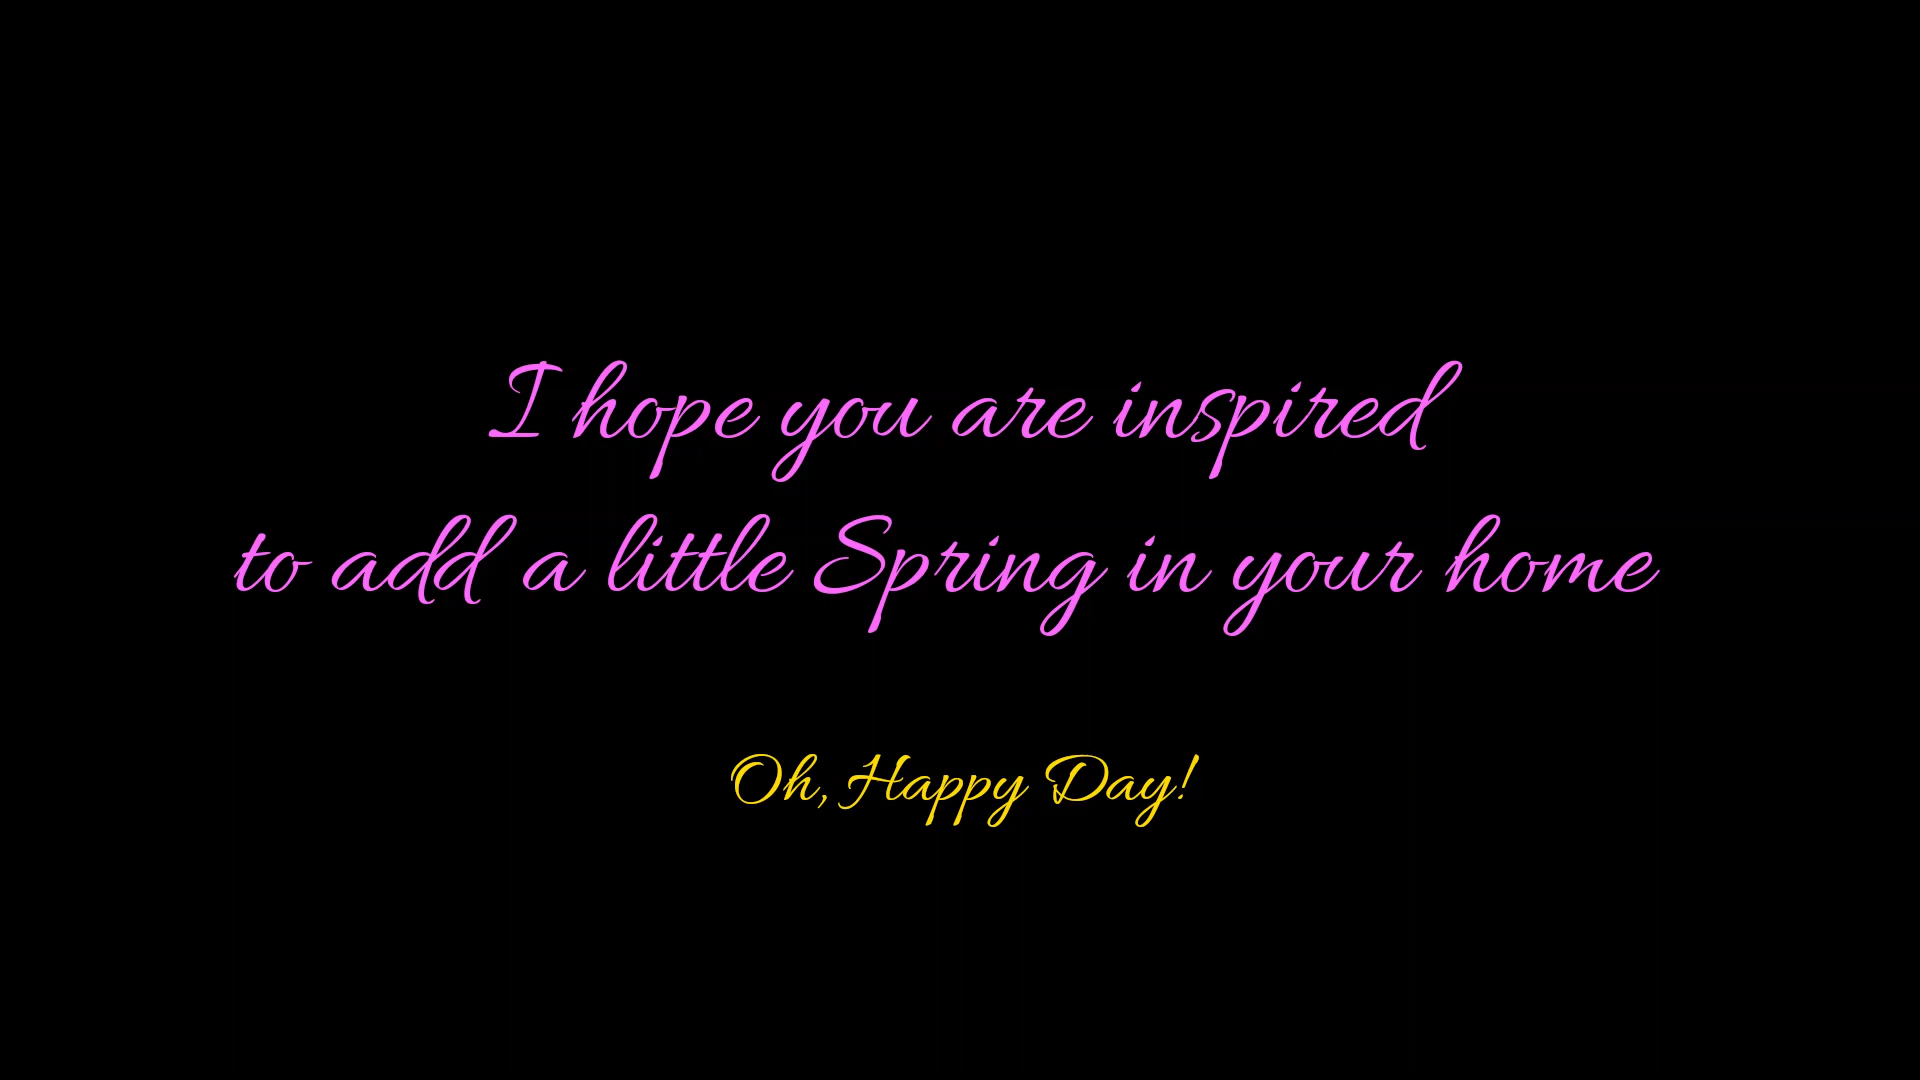 I hope you are inspired
to add a little Spring in your home
Oh, Happy Day!